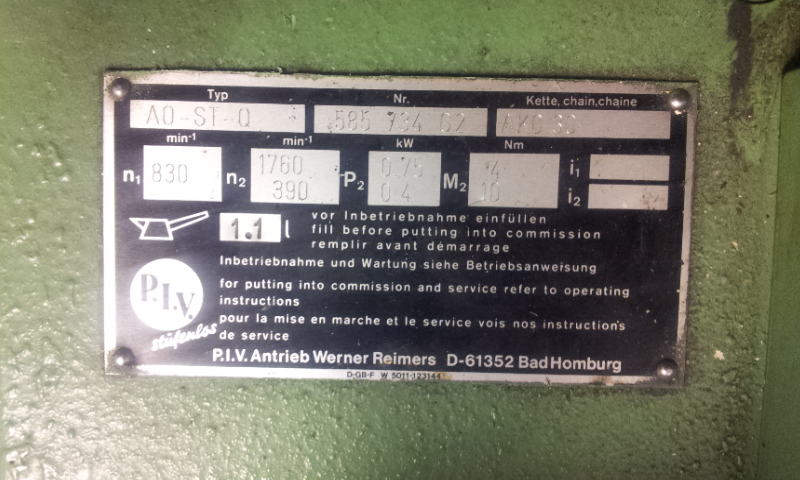 Typ Nr. Kette, chain, chaine
A0-ST-Q 585 734 62
min-1 min-1 kW Nm
n1 830 n2 1760 P2 0.75 M2 4 i1
390 0.4 10 i2
1.1 l vor Inbetriebnahme einfüllen
fill before putting into commission
remplir avant démarrage
Inbetriebnahme und Wartung siehe Betriebsanweisung
for putting into commission and service refer to operating
instructions
pour la mise en marche et le service vois nos instruction's
de service
P.I.V.
stufenlos
P.I.V. Antrieb Werner Reimers D-61352 Bad Homburg
D-GB-F W 5011-123144